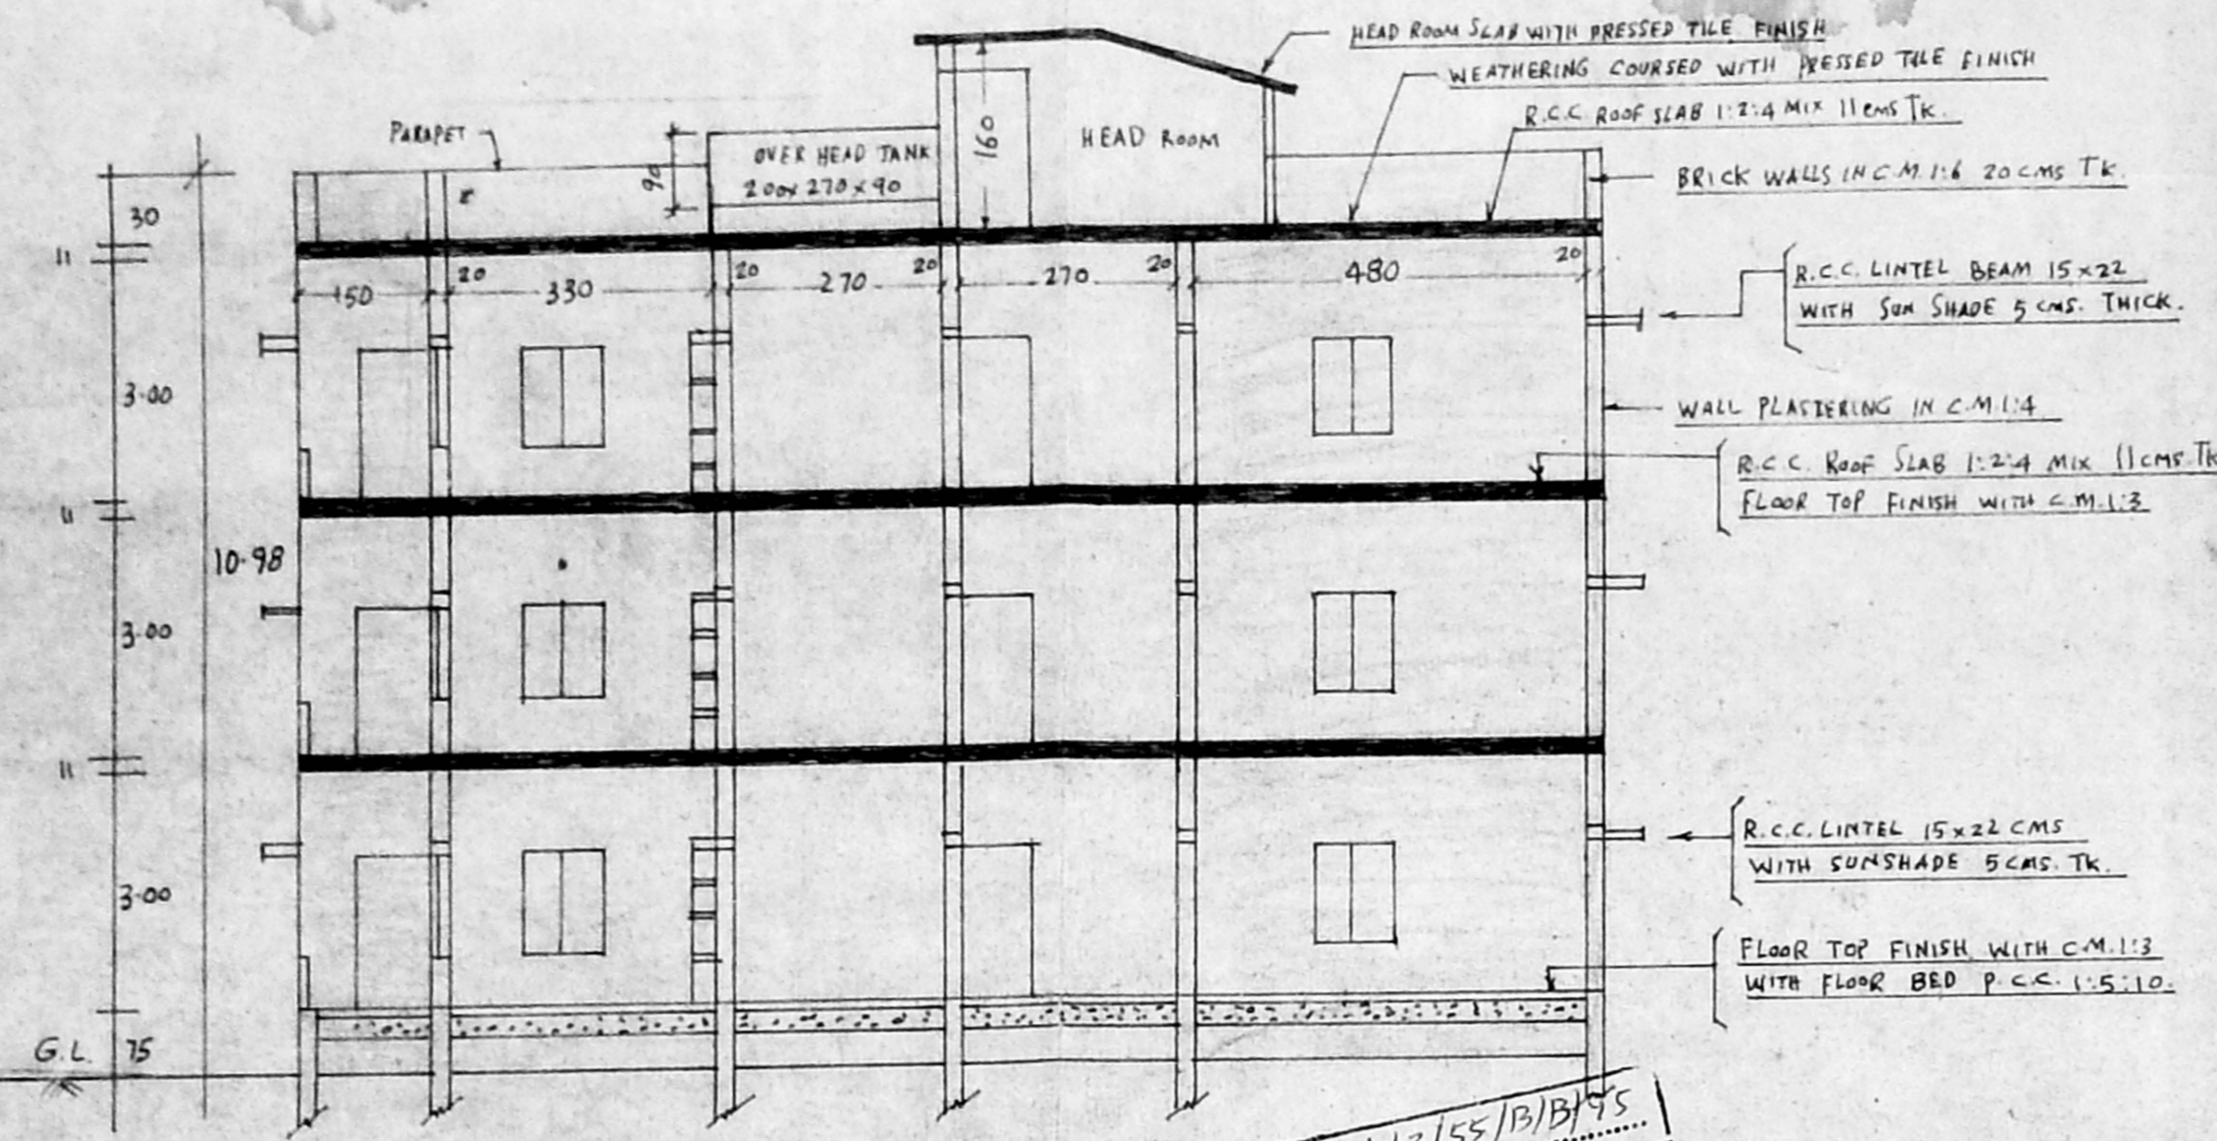 HEAD ROOM SLAB WITH PRESSED TILE FINISH
WEATHERING COURSED WITH PRESSED TILE FINISH
R.C.C. ROOF SLAB 1:2:4 MIX 11 CMS TK.
PARAPET
90
OVER HEAD TANK
200x270x90
160
HEAD ROOM
BRICK WALLS IN C.M. 1:6 20 CMS TK.
30
11
150
20
330
20
270
20
270
20
480
20
R.C.C. LINTEL BEAM 15x22
WITH SUN SHADE 5 CMS. THICK.
3.00
WALL PLASTERING IN C.M.1:4
R.C.C. ROOF SLAB 1:2:4 MIX 11 CMS. TK
FLOOR TOP FINISH WITH C.M.1:3
11
10.98
3.00
11
R.C.C. LINTEL 15x22 CMS
WITH SUNSHADE 5 CMS. TK.
3.00
FLOOR TOP FINISH WITH C.M.1:3
WITH FLOOR BED P.C.C. 1:5:10.
G.L. 75
/55/B/B/95